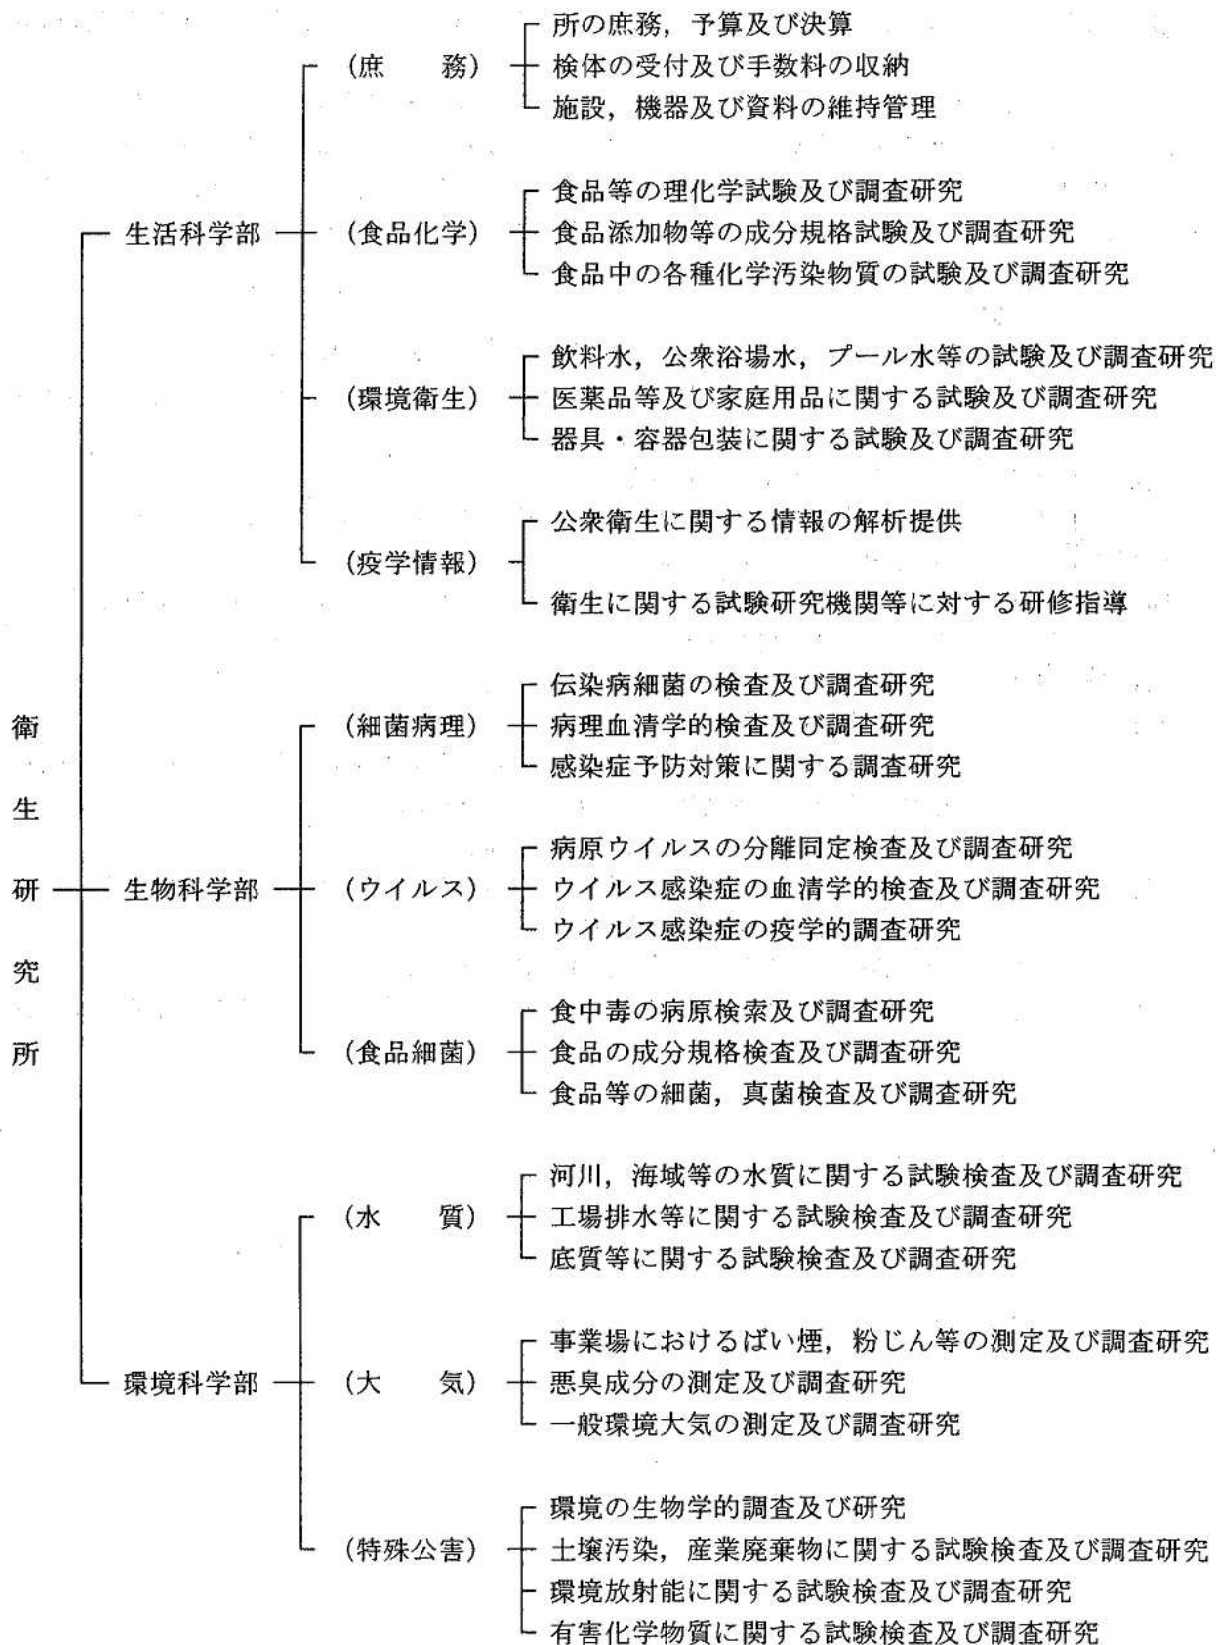 衛生研究所
生活科学部
(庶　　務)
所の庶務，予算及び決算
検体の受付及び手数料の収納
施設，機器及び資料の維持管理
(食品化学)
食品等の理化学試験及び調査研究
食品添加物等の成分規格試験及び調査研究
食品中の各種化学汚染物質の試験及び調査研究
(環境衛生)
飲料水，公衆浴場水，プール水等の試験及び調査研究
医薬品等及び家庭用品に関する試験及び調査研究
器具・容器包装に関する試験及び調査研究
(疫学情報)
公衆衛生に関する情報の解析提供
衛生に関する試験研究機関等に対する研修指導
生物科学部
(細菌病理)
伝染病細菌の検査及び調査研究
病理血清学的検査及び調査研究
感染症予防対策に関する調査研究
(ウイルス)
病原ウイルスの分離同定検査及び調査研究
ウイルス感染症の血清学的検査及び調査研究
ウイルス感染症の疫学的調査研究
(食品細菌)
食中毒の病原検索及び調査研究
食品の成分規格検査及び調査研究
食品等の細菌，真菌検査及び調査研究
環境科学部
(水　　質)
河川，海域等の水質に関する試験検査及び調査研究
工場排水等に関する試験検査及び調査研究
底質等に関する試験検査及び調査研究
(大　　気)
事業場におけるばい煙，粉じん等の測定及び調査研究
悪臭成分の測定及び調査研究
一般環境大気の測定及び調査研究
(特殊公害)
環境の生物学的調査及び研究
土壌汚染，産業廃棄物に関する試験検査及び調査研究
環境放射能に関する試験検査及び調査研究
有害化学物質に関する試験検査及び調査研究